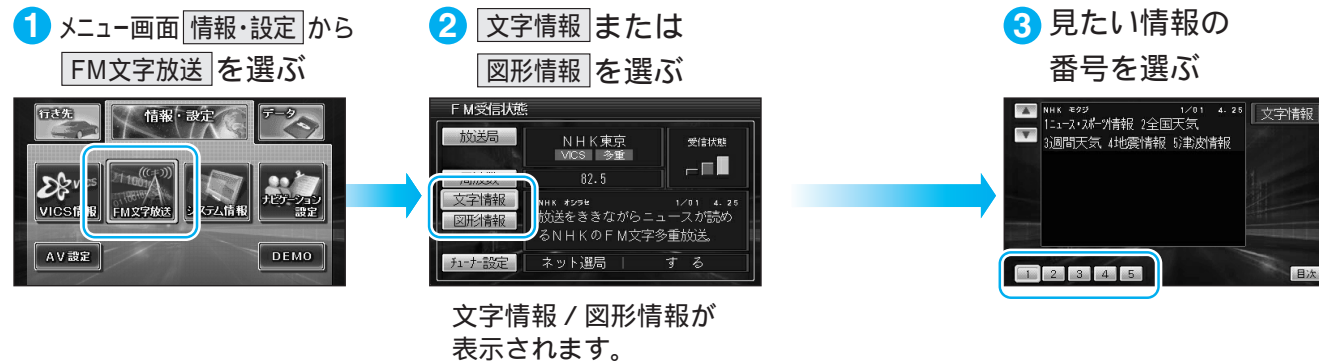 1 メニュー画面 情報・設定 から
FM文字放送 を選ぶ
行き先
情報・設定
データ
VICS情報
FM文字放送
システム情報
ナビゲーション
設定
AV設定
DEMO
2 文字情報 または
図形情報 を選ぶ
FM受信状態
放送局
NHK東京
VICS 多重
受信状態
周波数
82.5
文字情報
図形情報
NHK オシラセ 1/01 4.25
放送をききながらニュースが読め
るNHKのFM文字多重放送。
チューナー設定
ネット選局 する
文字情報 / 図形情報が
表示されます。
3 見たい情報の
番号を選ぶ
NHK モクジ 1/01 4.25
文字情報
1ニュース・スポーツ情報 2全国天気
3週間天気 4地震情報 5津波情報
1 2 3 4 5
目次